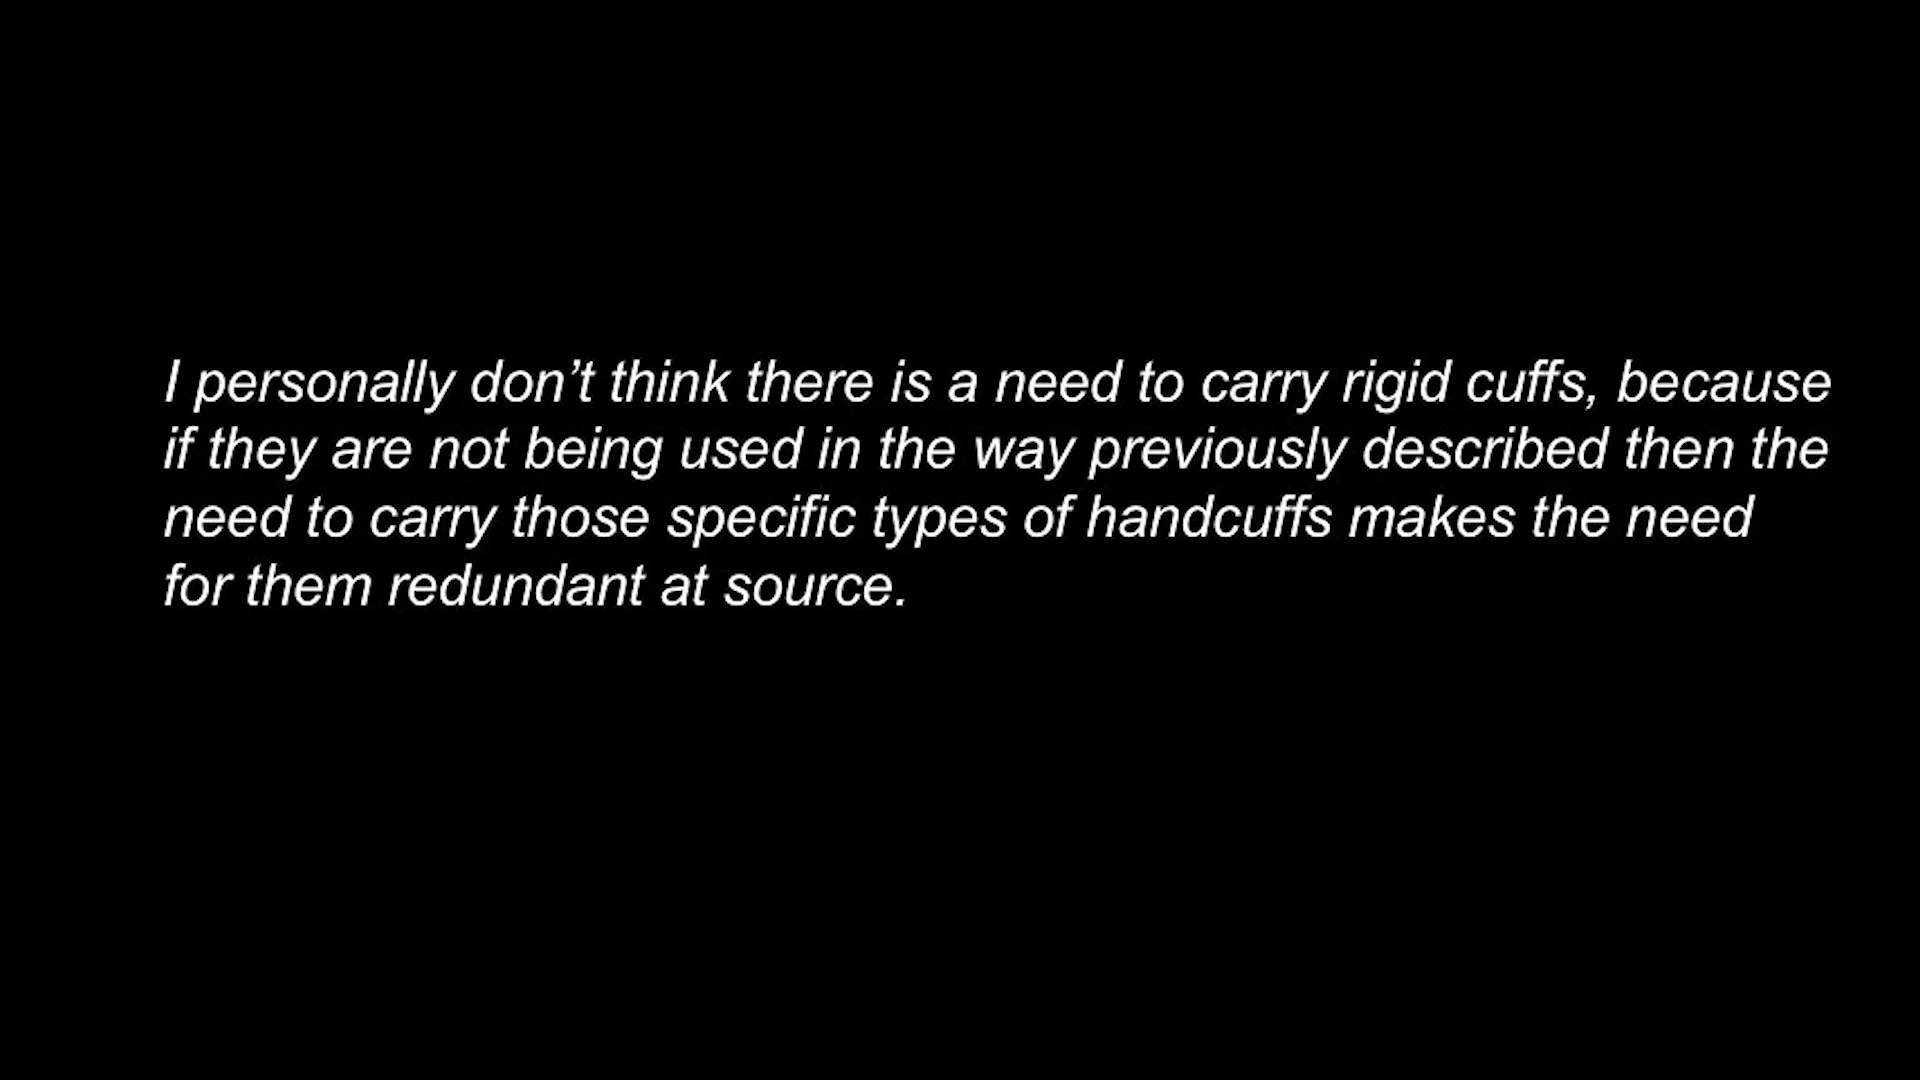 I personally don’t think there is a need to carry rigid cuffs, because
if they are not being used in the way previously described then the
need to carry those specific types of handcuffs makes the need
for them redundant at source.